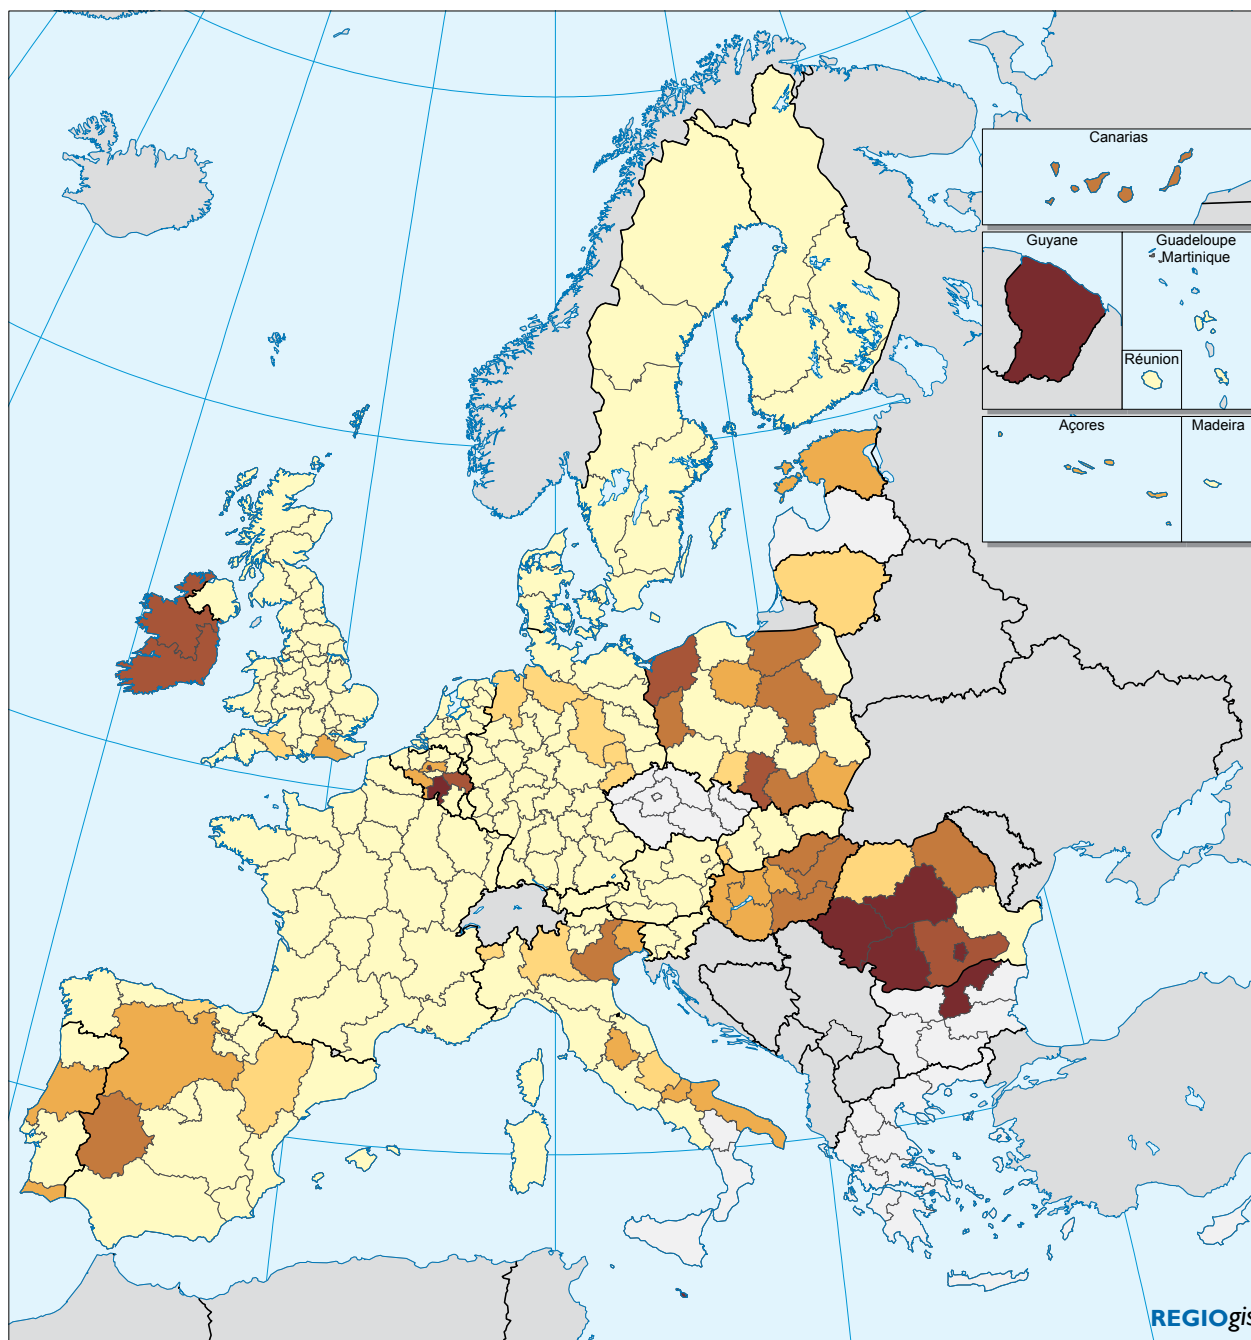 Canarias
Guyane
Guadeloupe
Martinique
Réunion
Açores
Madeira
REGIOgis